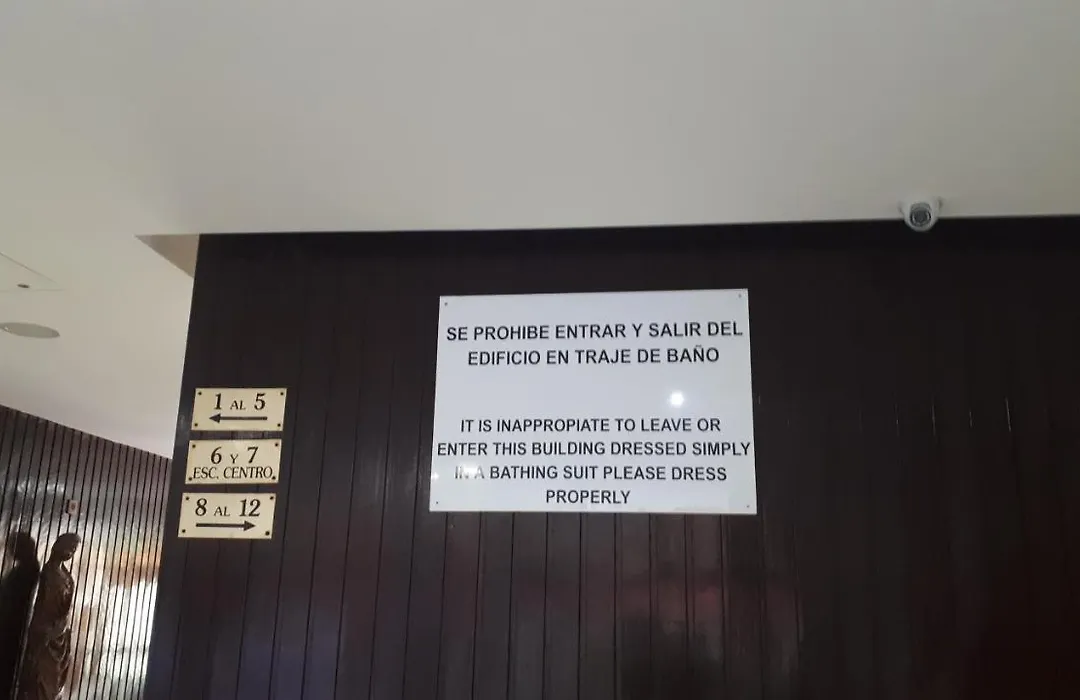 SE PROHIBE ENTRAR Y SALIR DEL
EDIFICIO EN TRAJE DE BAÑO
IT IS INAPPROPIATE TO LEAVE OR
ENTER THIS BUILDING DRESSED SIMPLY
IN A BATHING SUIT PLEASE DRESS
PROPERLY
1 AL 5
6 Y 7
ESC. CENTRO
8 AL 12